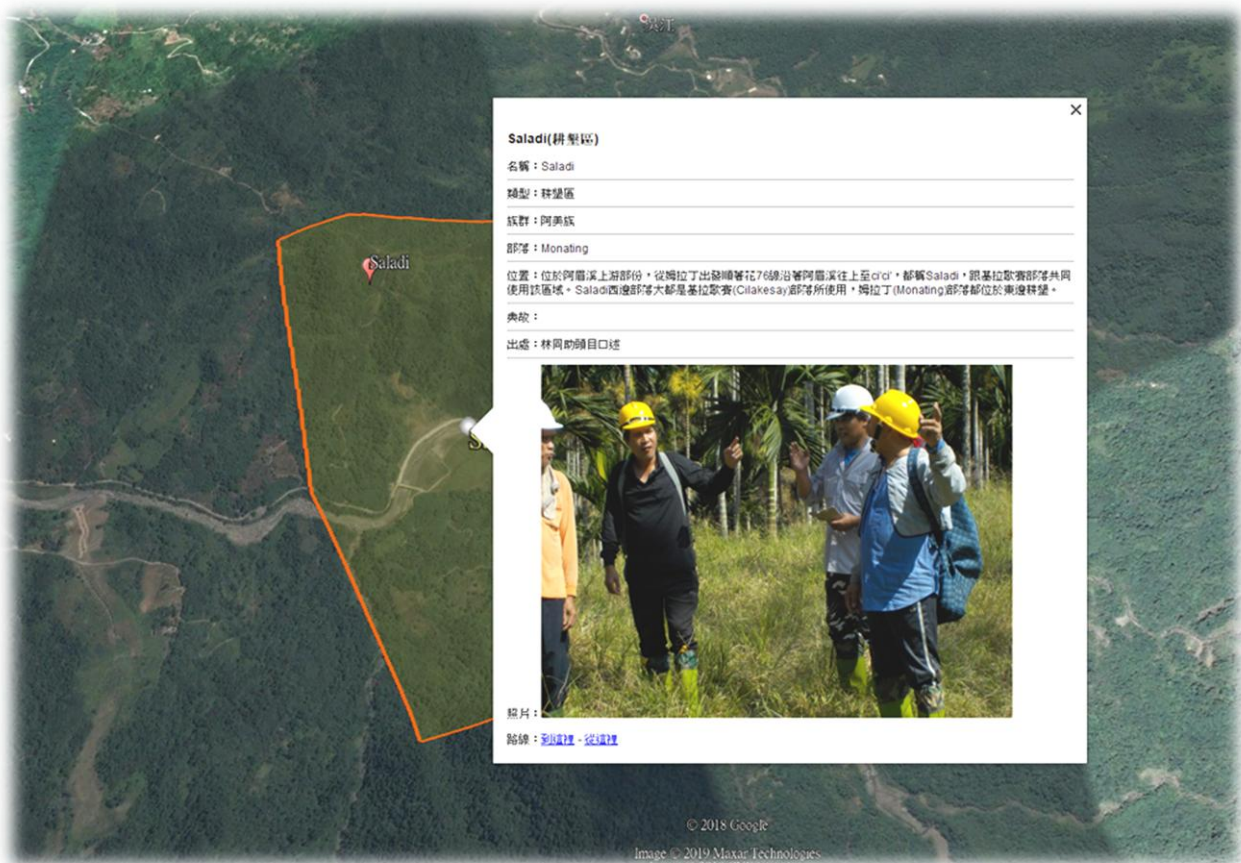 Saladi
Saladi(耕墾區)
名稱：Saladi
類型：耕墾區
族群：阿美族
部落：Monating
位置：位於阿眉溪上游部份，從姆拉丁出發順著花76線沿著阿眉溪往上至ci'ci'，都稱Saladi，跟基拉歌賽部落共同
使用該區域。Saladi西邊部落大都是基拉歌賽(Cilakesay)部落所使用，姆拉丁(Monating)部落都位於東邊耕墾。
典故：
出處：林阿助頭目口述
照片：
路線：到這裡 - 從這裡
© 2018 Google
Image © 2019 Maxar Technologies